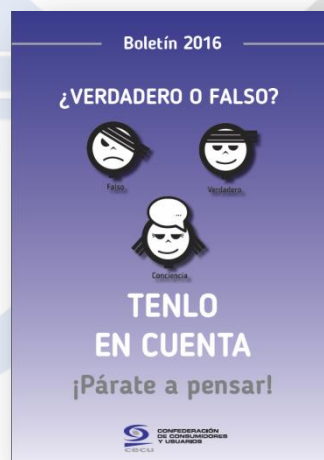 Boletín 2016
¿VERDADERO O FALSO?
Falso
Verdadero
...
Conciencia
TENLO
EN CUENTA
¡Párate a pensar!
CONFEDERACIÓN
DE CONSUMIDORES
Y USUARIOS
cecu